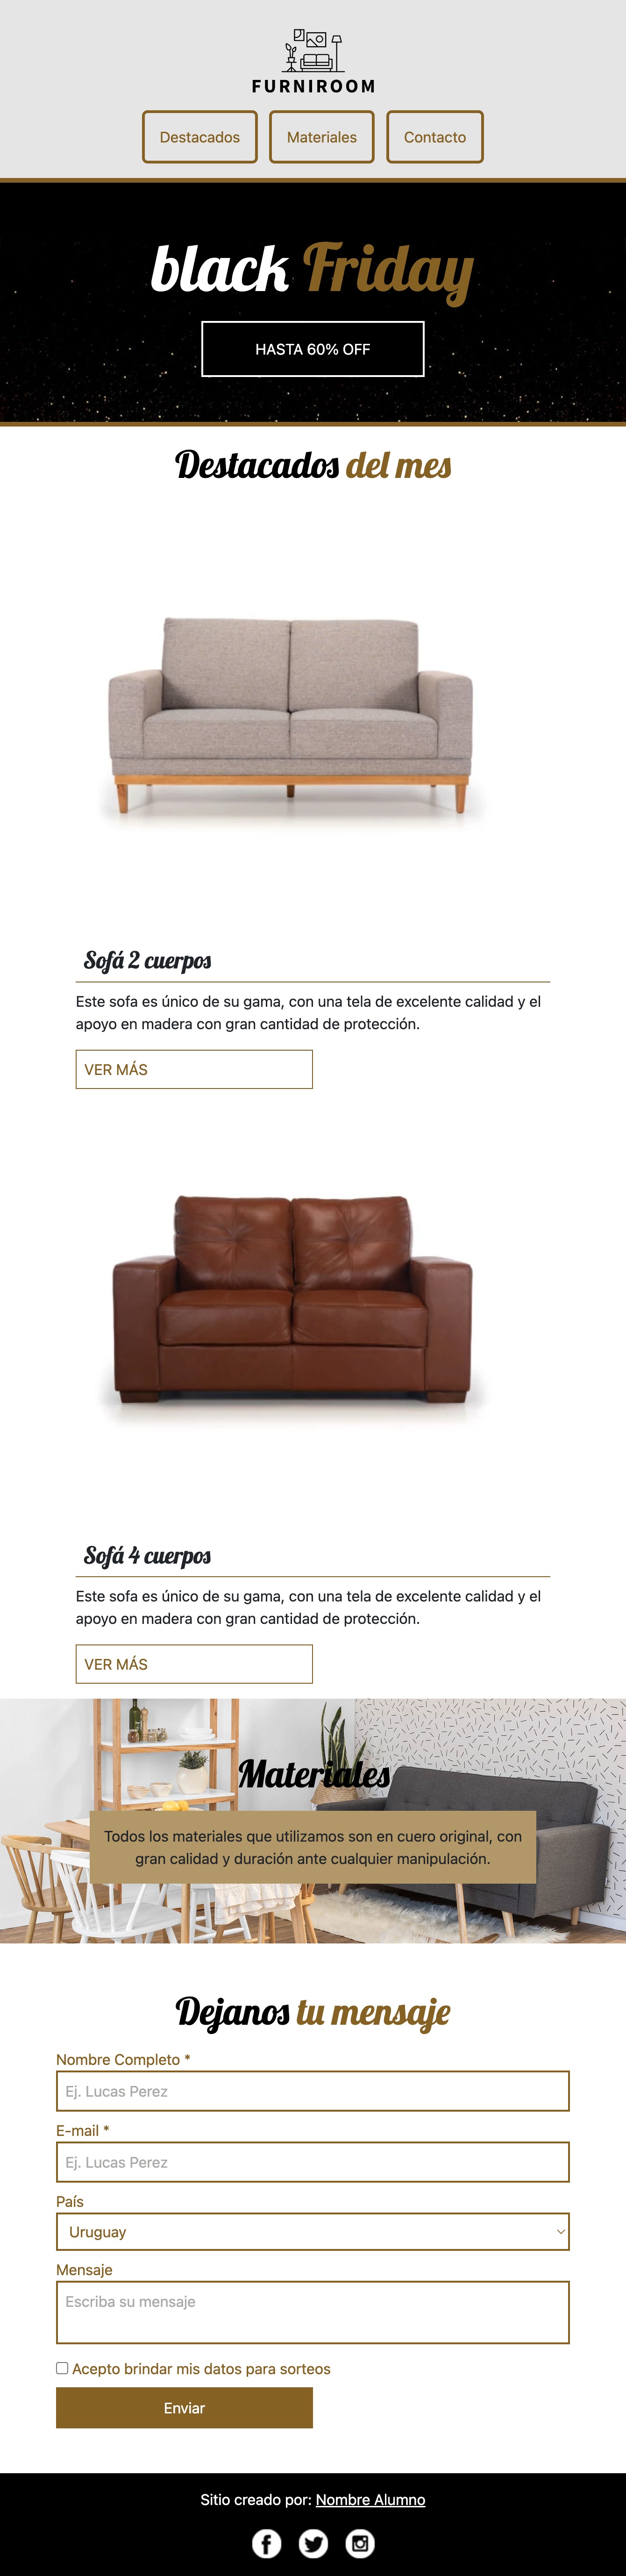 FURNIROOM
Destacados
Materiales
Contacto
black Friday
HASTA 60% OFF
Destacados del mes
Sofá 2 cuerpos
Este sofa es único de su gama, con una tela de excelente calidad y el
apoyo en madera con gran cantidad de protección.
VER MÁS
Sofá 4 cuerpos
Este sofa es único de su gama, con una tela de excelente calidad y el
apoyo en madera con gran cantidad de protección.
VER MÁS
Materiales
Todos los materiales que utilizamos son en cuero original, con
gran calidad y duración ante cualquier manipulación.
Dejanos tu mensaje
Nombre Completo *
Ej. Lucas Perez
E-mail *
Ej. Lucas Perez
País
Uruguay
Mensaje
Escriba su mensaje
Acepto brindar mis datos para sorteos
Enviar
Sitio creado por: Nombre Alumno